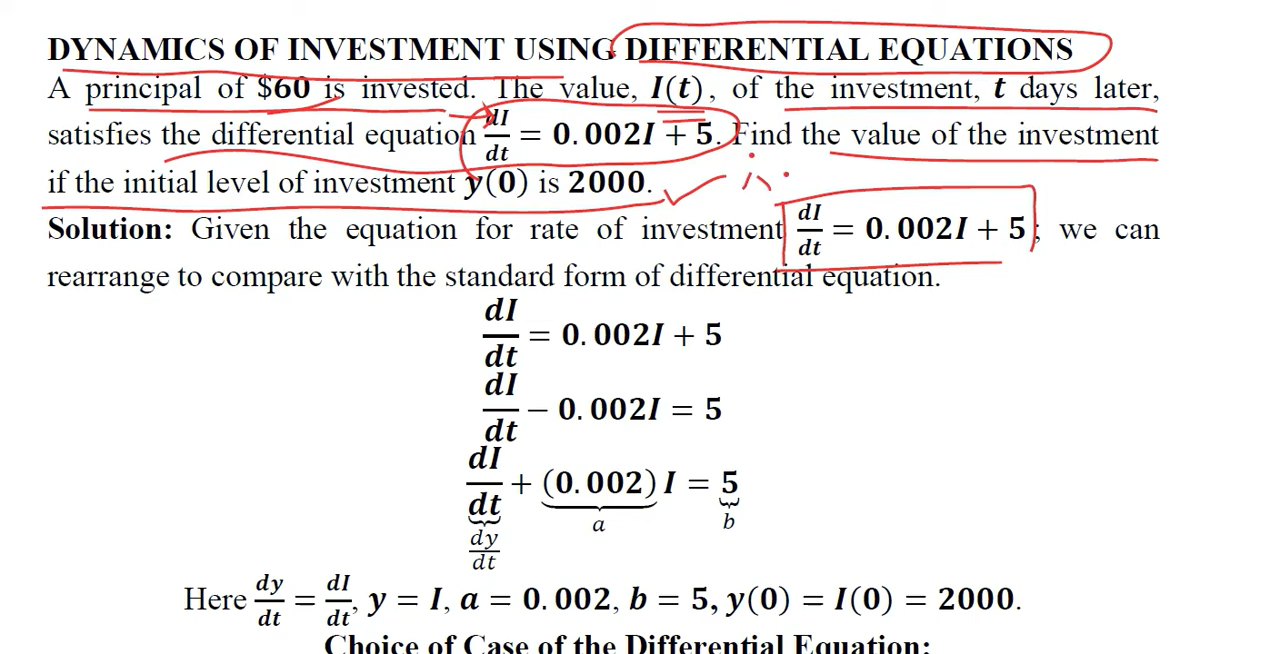 DYNAMICS OF INVESTMENT USING DIFFERENTIAL EQUATIONS
A principal of $60 is invested. The value, I(t), of the investment, t days later,
satisfies the differential equation dI/dt = 0.002I + 5. Find the value of the investment
if the initial level of investment y(0) is 2000.
Solution: Given the equation for rate of investment dI/dt = 0.002I + 5; we can
rearrange to compare with the standard form of differential equation.
dI/dt = 0.002I + 5
dI/dt − 0.002I = 5
dI/dt + (0.002) I = 5
dy/dt a b
Here dy/dt = dI/dt, y = I, a = 0.002, b = 5, y(0) = I(0) = 2000.
Choice of Case of the Differential Equation: